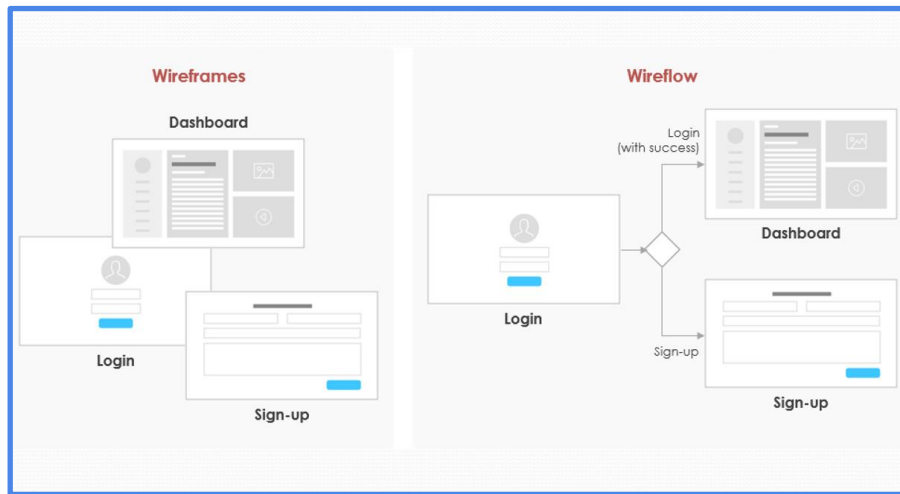 Wireframes
Dashboard
Login
Sign-up
Wireflow
Login
(with success)
Dashboard
Login
Sign-up
Sign-up